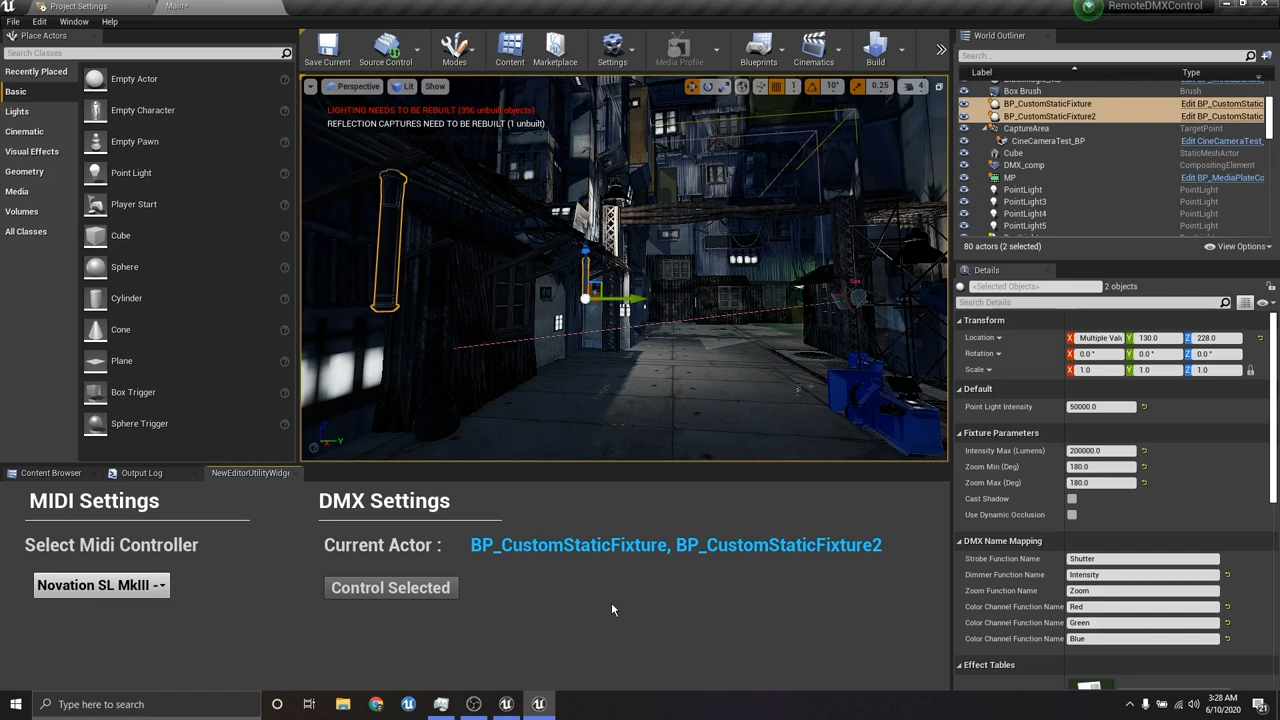 Project Settings
Main*
RemoteDMXControl
File Edit Window Help
Place Actors
Search Classes
Recently Placed
Basic
Lights
Cinematic
Visual Effects
Geometry
Media
Volumes
All Classes
Empty Actor
Empty Character
Empty Pawn
Point Light
Player Start
Cube
Sphere
Cylinder
Cone
Plane
Box Trigger
Sphere Trigger
Save Current
Source Control
Modes
Content
Marketplace
Settings
Media Profile
Blueprints
Cinematics
Build
Perspective
Lit
Show
1
10°
0.25
4
LIGHTING NEEDS TO BE REBUILT (396 unbuilt objects)
REFLECTION CAPTURES NEED TO BE REBUILT (1 unbuilt)
World Outliner
Search...
Label Type
Box Brush Brush
BP_CustomStaticFixture Edit BP_CustomStatic
BP_CustomStaticFixture2 Edit BP_CustomStatic
CaptureArea TargetPoint
CineCameraTest_BP Edit CineCameraTest_
Cube StaticMeshActor
DMX_comp CompositingElement
MP Edit BP_MediaPlateCo
PointLight PointLight
PointLight3 PointLight
PointLight4 PointLight
PointLight5 PointLight
80 actors (2 selected)
View Options
Details
<Selected Objects> 2 objects
Search Details
Transform
Location X Multiple Valu Y 130.0 Z 228.0
Rotation X 0.0 ° Y 0.0 ° Z 0.0 °
Scale X 1.0 Y 1.0 Z 1.0
Default
Point Light Intensity 50000.0
Fixture Parameters
Intensity Max (Lumens) 200000.0
Zoom Min (Deg) 180.0
Zoom Max (Deg) 180.0
Cast Shadow
Use Dynamic Occlusion
DMX Name Mapping
Strobe Function Name Shutter
Dimmer Function Name Intensity
Zoom Function Name Zoom
Color Channel Function Name Red
Color Channel Function Name Green
Color Channel Function Name Blue
Effect Tables
Content Browser
Output Log
NewEditorUtilityWidge
MIDI Settings
Select Midi Controller
Novation SL MkIII -
DMX Settings
Current Actor : BP_CustomStaticFixture, BP_CustomStaticFixture2
Control Selected
Type here to search
3:28 AM
6/10/2020